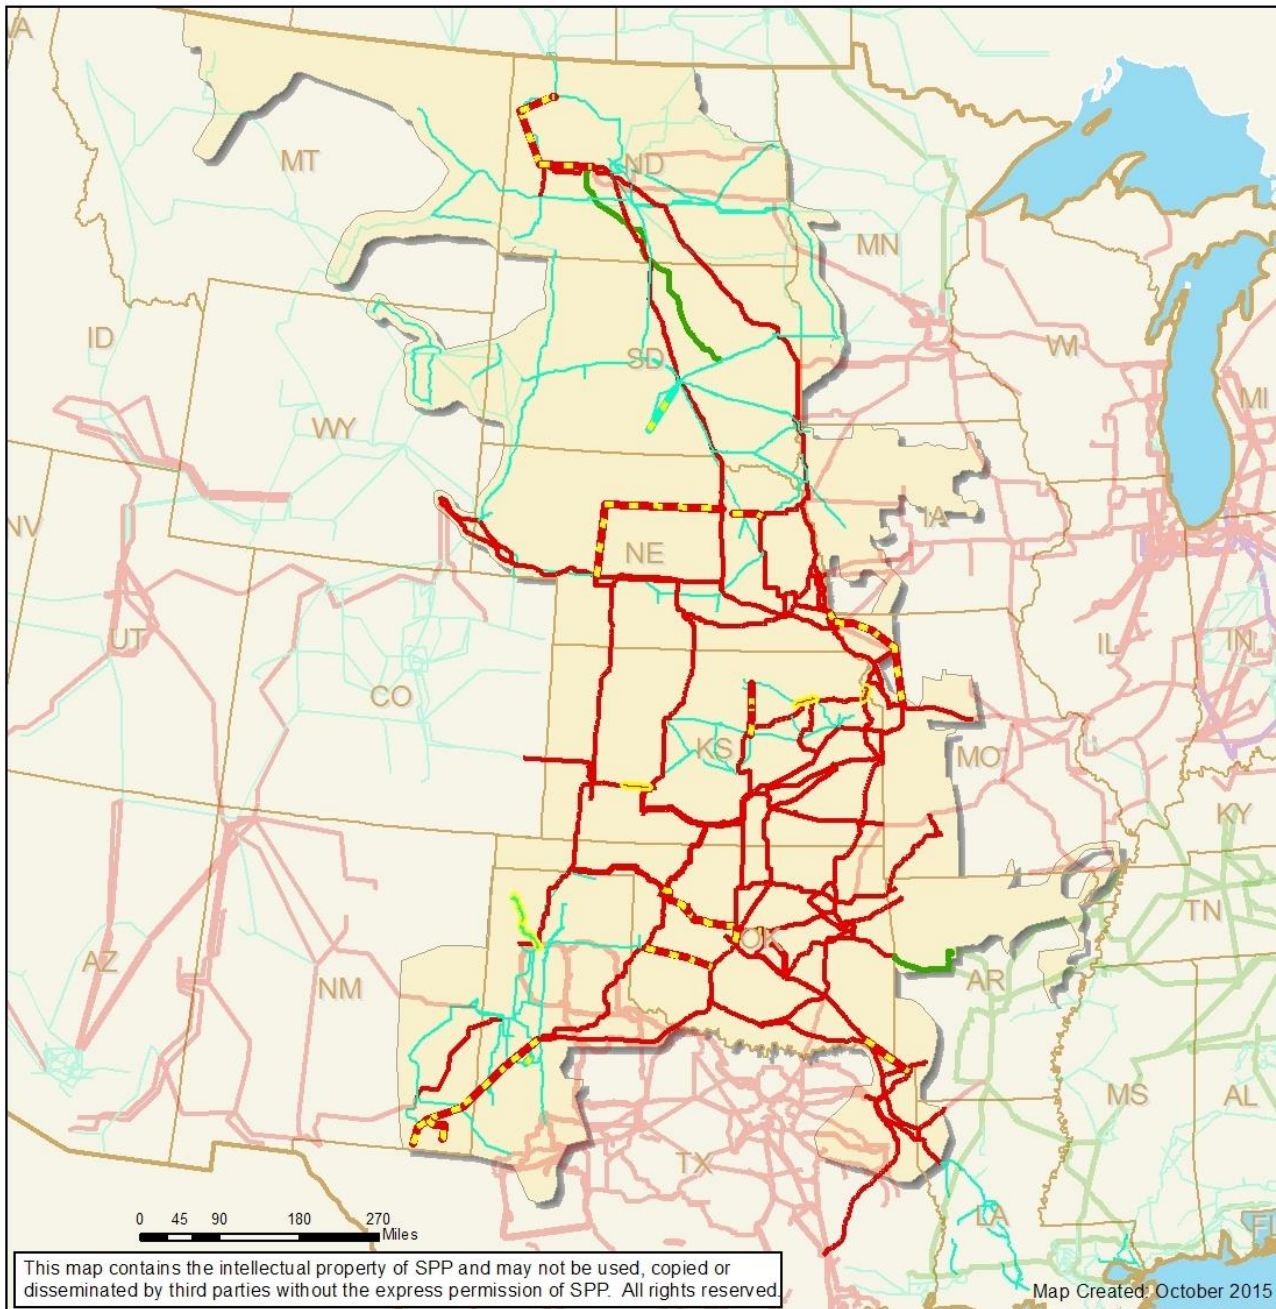 VA
MT
ND
MN
ID
SD
WI
MI
WY
NV
IA
NE
UT
IL
IN
CO
KS
MO
KY
OK
TN
AZ
NM
AR
MS
AL
TX
LA
0 45 90 180 270
Miles
This map contains the intellectual property of SPP and may not be used, copied or
disseminated by third parties without the express permission of SPP. All rights reserved.
Map Created: October 2015